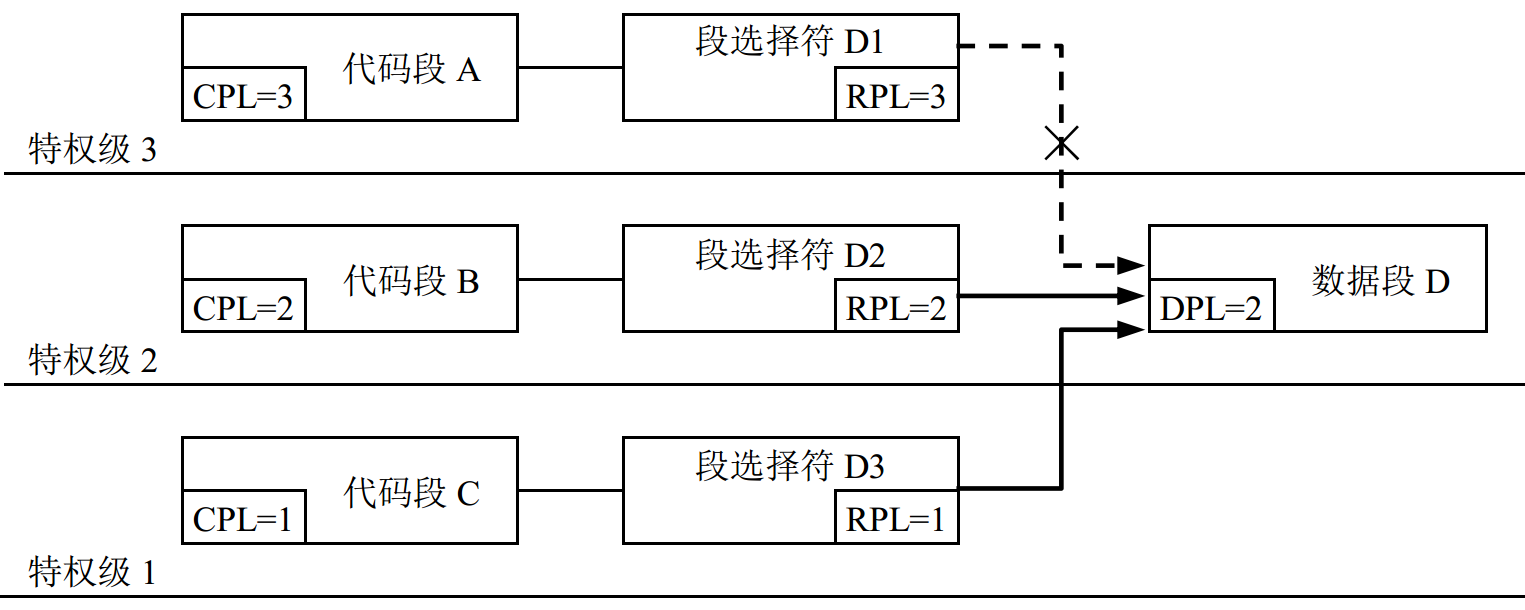 代码段 A
CPL=3
段选择符 D1
RPL=3
特权级 3
代码段 B
CPL=2
段选择符 D2
RPL=2
数据段 D
DPL=2
特权级 2
代码段 C
CPL=1
段选择符 D3
RPL=1
特权级 1